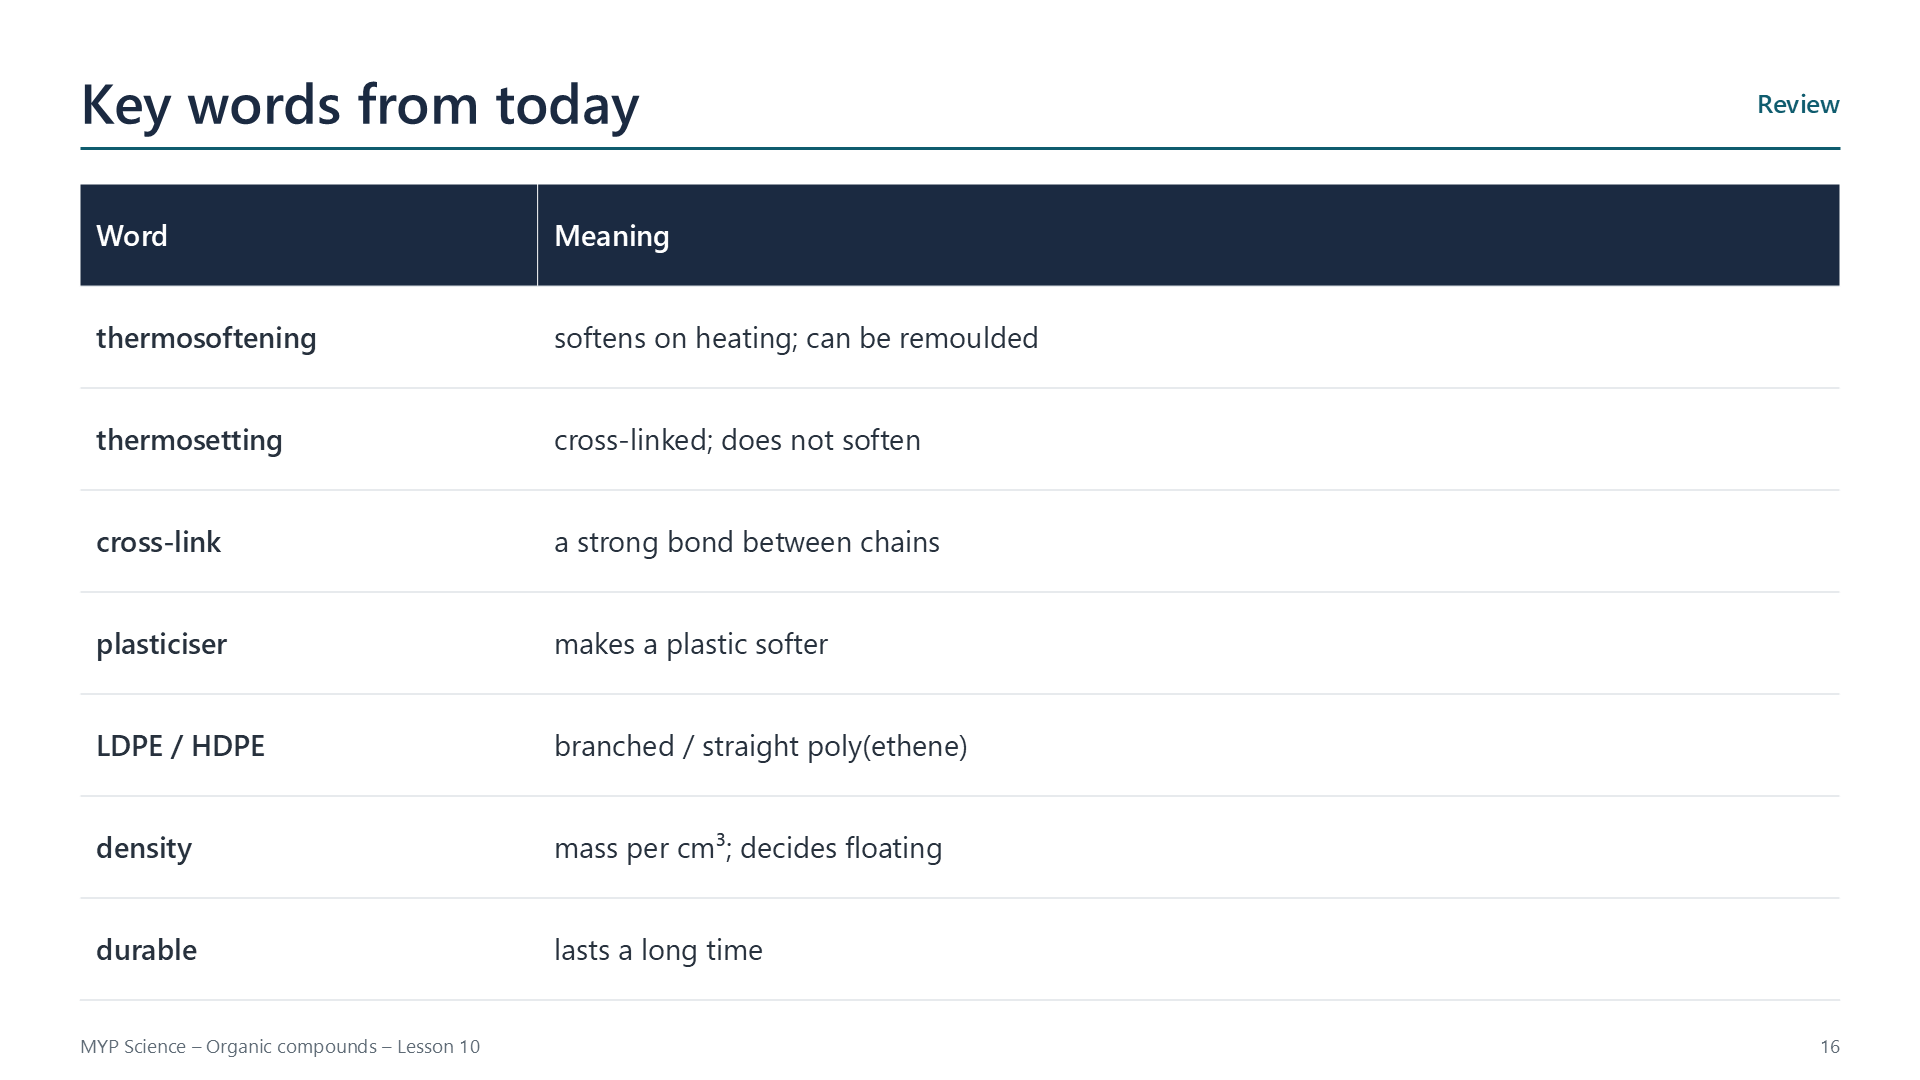 Key words from today
Review
Word Meaning
thermosoftening softens on heating; can be remoulded
thermosetting cross-linked; does not soften
cross-link a strong bond between chains
plasticiser makes a plastic softer
LDPE / HDPE branched / straight poly(ethene)
density mass per cm³; decides floating
durable lasts a long time
MYP Science – Organic compounds – Lesson 10
16